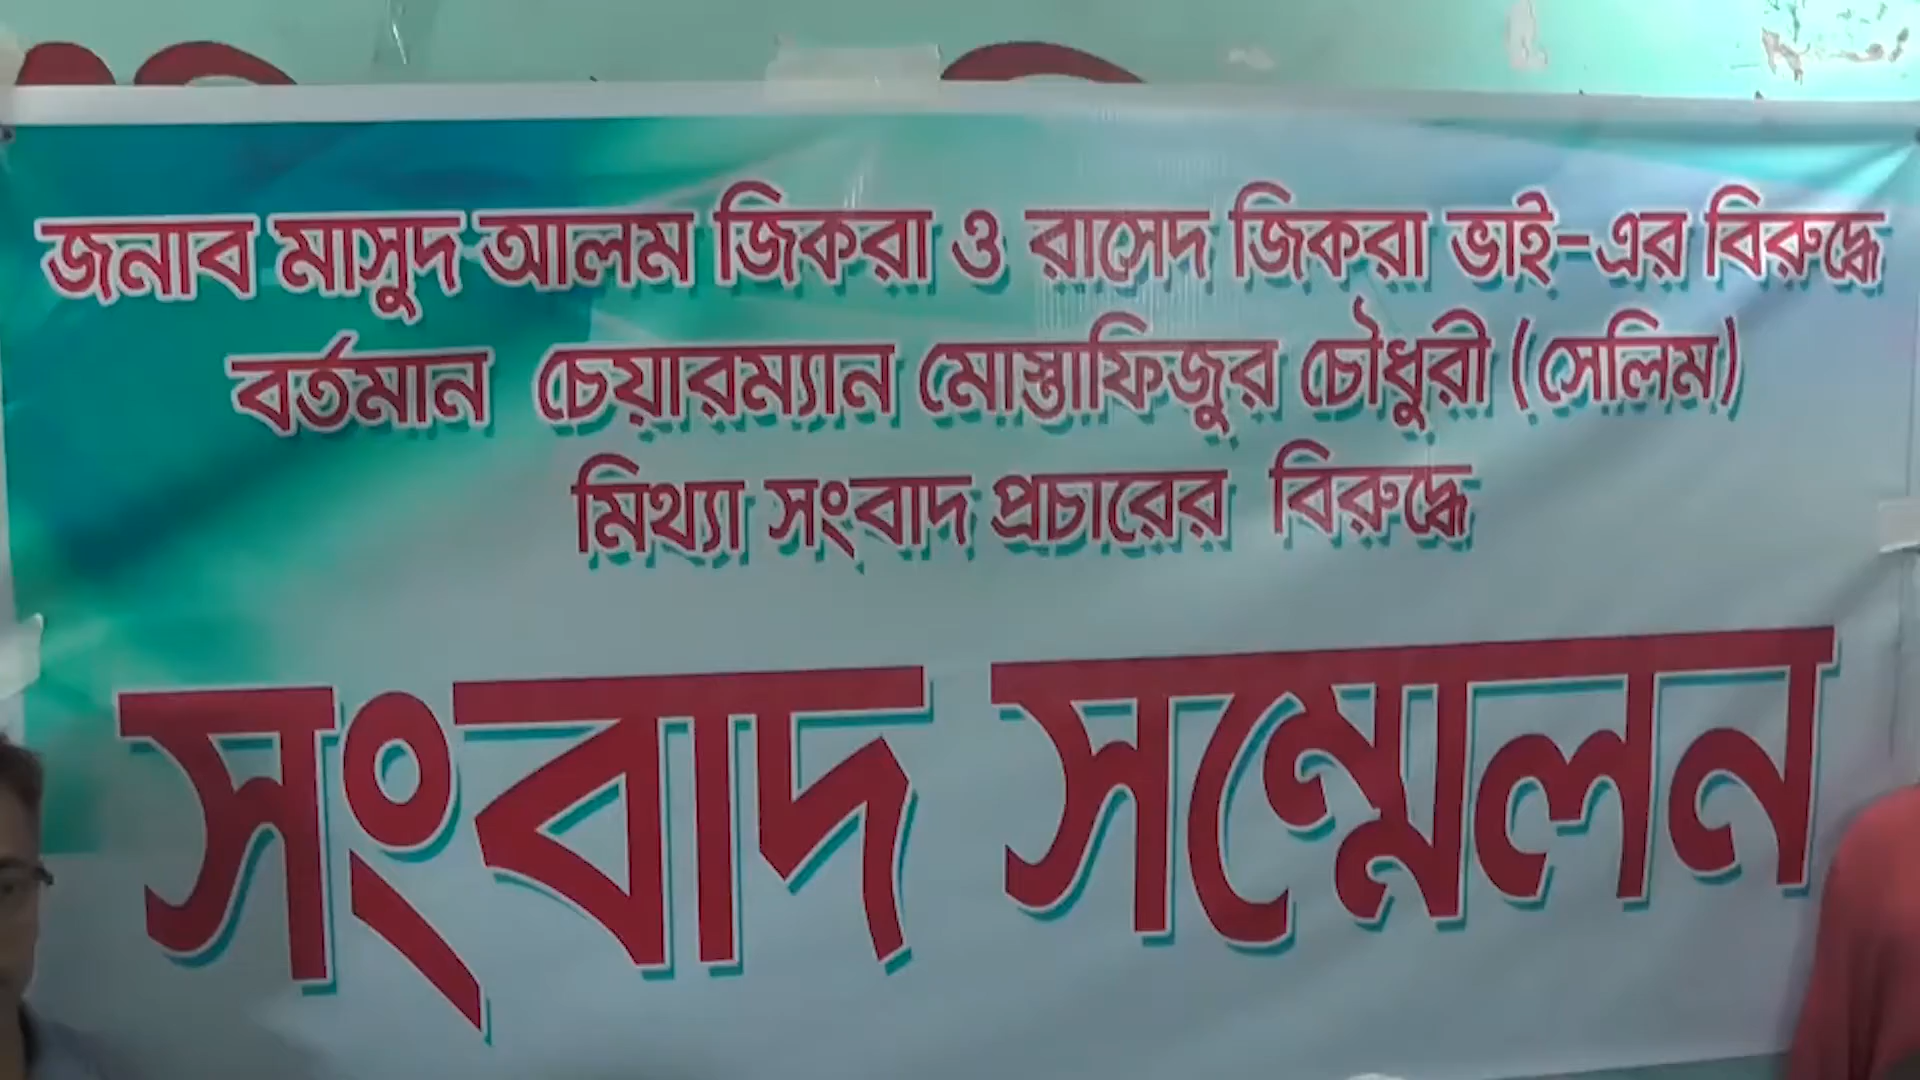 জনাব মাসুদ আলম জিকরা ও রাসেদ জিকরা ভাই-এর বিরুদ্ধে
বর্তমান চেয়ারম্যান মোস্তাফিজুর চৌধুরী (সেলিম)
মিথ্যা সংবাদ প্রচারের বিরুদ্ধে
সংবাদ সম্মেলন